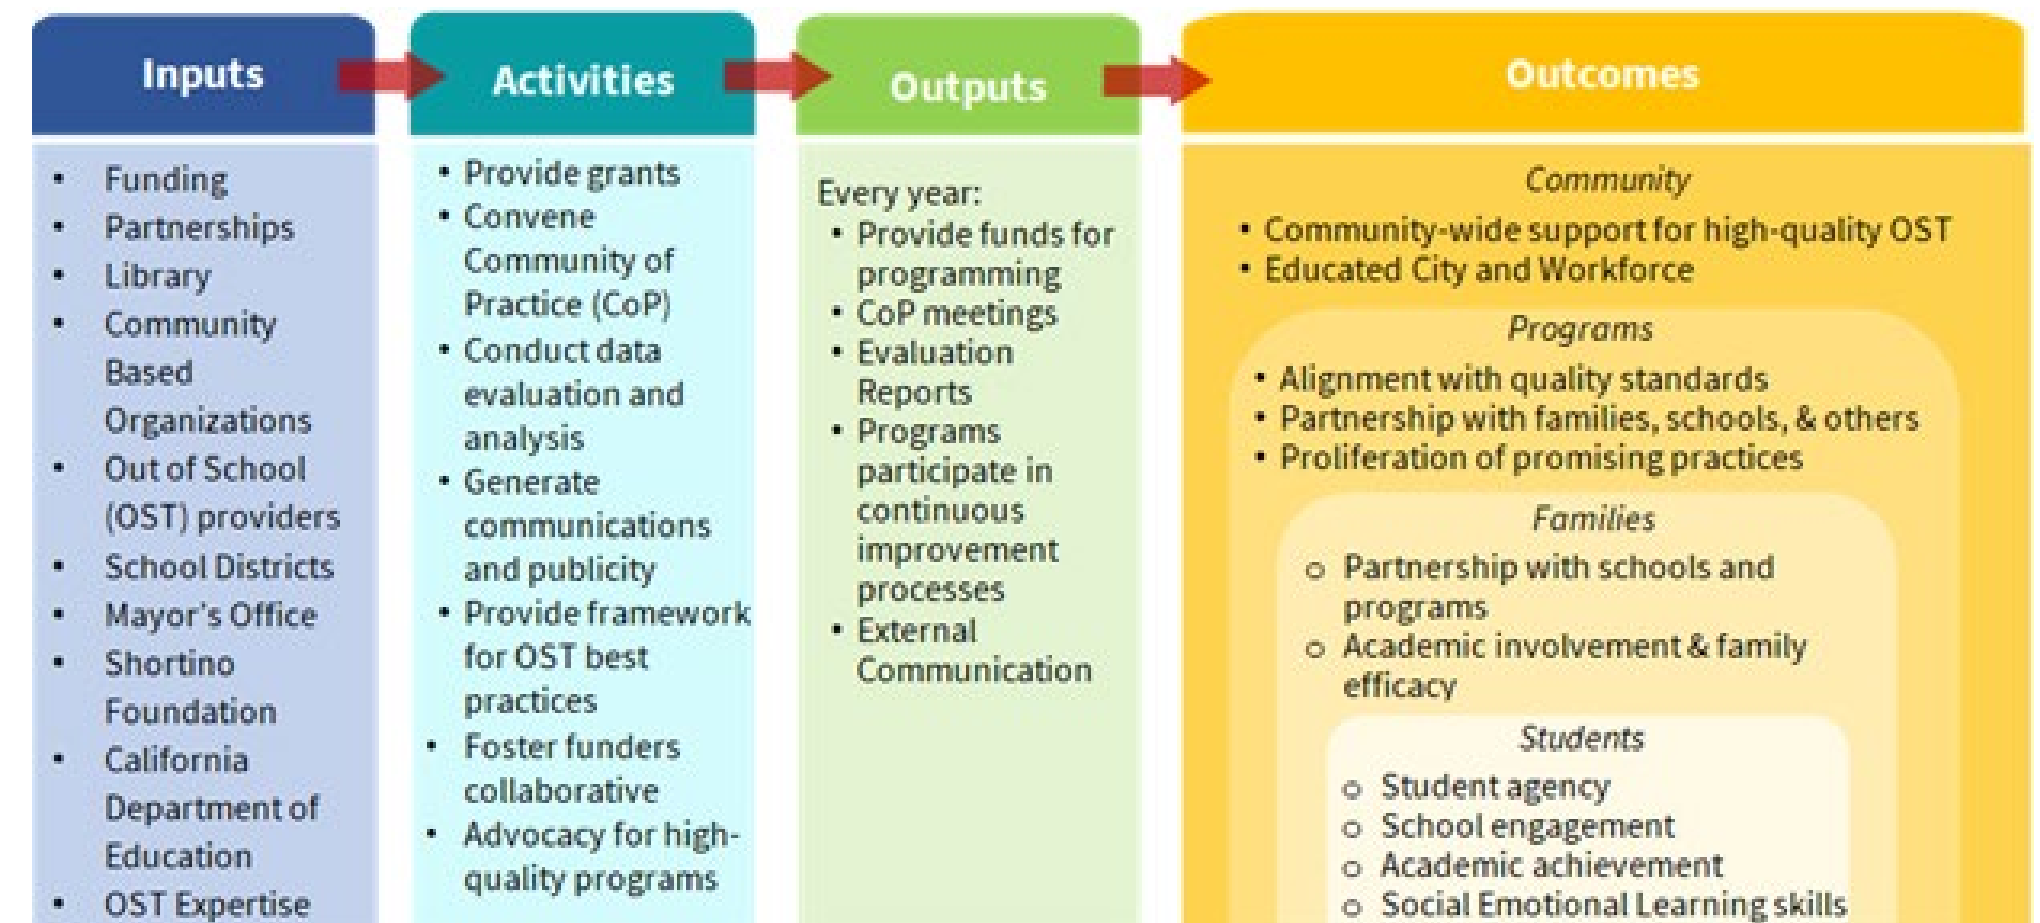 Inputs
• Funding
• Partnerships
• Library
• Community
Based
Organizations
• Out of School
(OST) providers
• School Districts
• Mayor's Office
• Shortino
Foundation
• California
Department of
Education
• OST Expertise
Activities
• Provide grants
• Convene
Community of
Practice (CoP)
• Conduct data
evaluation and
analysis
• Generate
communications
and publicity
• Provide framework
for OST best
practices
• Foster funders
collaborative
• Advocacy for high-
quality programs
Outputs
Every year:
• Provide funds for
programming
• CoP meetings
• Evaluation
Reports
• Programs
participate in
continuous
improvement
processes
• External
Communication
Outcomes
Community
• Community-wide support for high-quality OST
• Educated City and Workforce
Programs
• Alignment with quality standards
• Partnership with families, schools, & others
• Proliferation of promising practices
Families
o Partnership with schools and
programs
o Academic involvement & family
efficacy
Students
o Student agency
o School engagement
o Academic achievement
o Social Emotional Learning skills